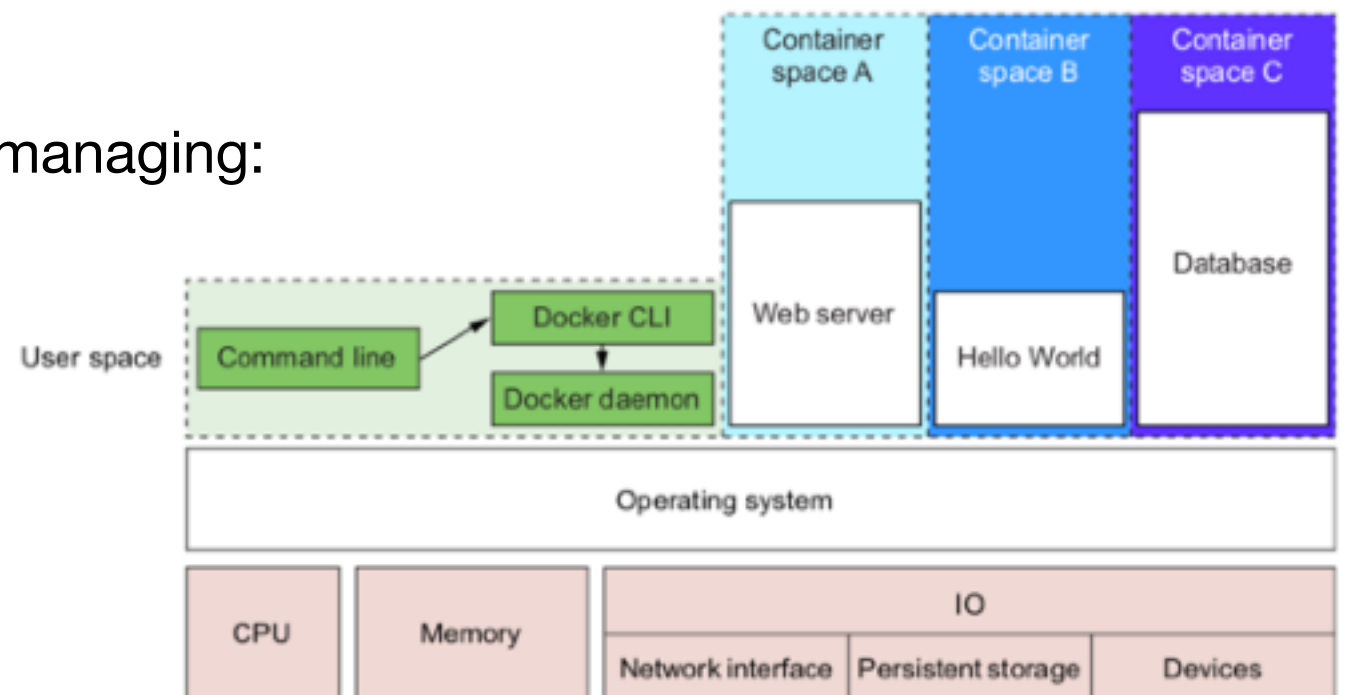 managing:
Container
space A
Container
space B
Container
space C
Database
Web server
Hello World
User space
Command line
Docker CLI
Docker daemon
Operating system
CPU
Memory
IO
Network interface
Persistent storage
Devices